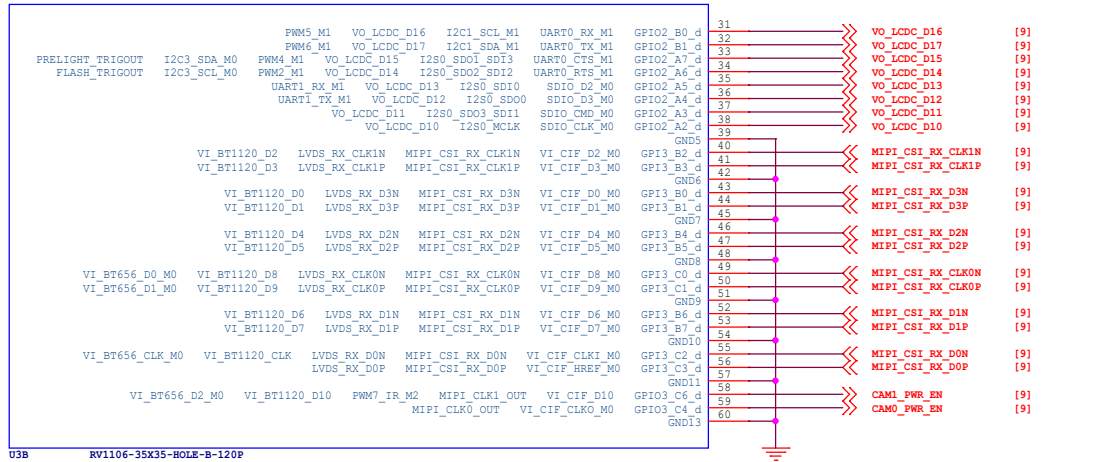 31
PWM5_M1 VO_LCDC_D16 I2C1_SCL_M1 UART0_RX_M1 GPIO2_B0_d VO_LCDC_D16 [9]
32
PWM6_M1 VO_LCDC_D17 I2C1_SDA_M1 UART0_TX_M1 GPIO2_B1_d VO_LCDC_D17 [9]
33
PRELIGHT_TRIGOUT I2C3_SDA_M0 PWM4_M1 VO_LCDC_D15 I2S0_SDO1_SDI3 UART0_CTS_M1 GPIO2_A7_d VO_LCDC_D15 [9]
34
FLASH_TRIGOUT I2C3_SCL_M0 PWM2_M1 VO_LCDC_D14 I2S0_SDO2_SDI2 UART0_RTS_M1 GPIO2_A6_d VO_LCDC_D14 [9]
35
UART1_RX_M1 VO_LCDC_D13 I2S0_SDI0 SDIO_D2_M0 GPIO2_A5_d VO_LCDC_D13 [9]
36
UART1_TX_M1 VO_LCDC_D12 I2S0_SDO0 SDIO_D3_M0 GPIO2_A4_d VO_LCDC_D12 [9]
37
VO_LCDC_D11 I2S0_SDO3_SDI1 SDIO_CMD_M0 GPIO2_A3_d VO_LCDC_D11 [9]
38
VO_LCDC_D10 I2S0_MCLK SDIO_CLK_M0 GPIO2_A2_d VO_LCDC_D10 [9]
39
GND5
40
VI_BT1120_D2 LVDS_RX_CLK1N MIPI_CSI_RX_CLK1N VI_CIF_D2_M0 GPI3_B2_d MIPI_CSI_RX_CLK1N [9]
41
VI_BT1120_D3 LVDS_RX_CLK1P MIPI_CSI_RX_CLK1P VI_CIF_D3_M0 GPI3_B3_d MIPI_CSI_RX_CLK1P [9]
42
GND6
43
VI_BT1120_D0 LVDS_RX_D3N MIPI_CSI_RX_D3N VI_CIF_D0_M0 GPI3_B0_d MIPI_CSI_RX_D3N [9]
44
VI_BT1120_D1 LVDS_RX_D3P MIPI_CSI_RX_D3P VI_CIF_D1_M0 GPI3_B1_d MIPI_CSI_RX_D3P [9]
45
GND7
46
VI_BT1120_D4 LVDS_RX_D2N MIPI_CSI_RX_D2N VI_CIF_D4_M0 GPI3_B4_d MIPI_CSI_RX_D2N [9]
47
VI_BT1120_D5 LVDS_RX_D2P MIPI_CSI_RX_D2P VI_CIF_D5_M0 GPI3_B5_d MIPI_CSI_RX_D2P [9]
48
GND8
49
VI_BT656_D0_M0 VI_BT1120_D8 LVDS_RX_CLK0N MIPI_CSI_RX_CLK0N VI_CIF_D8_M0 GPI3_C0_d MIPI_CSI_RX_CLK0N [9]
50
VI_BT656_D1_M0 VI_BT1120_D9 LVDS_RX_CLK0P MIPI_CSI_RX_CLK0P VI_CIF_D9_M0 GPI3_C1_d MIPI_CSI_RX_CLK0P [9]
51
GND9
52
VI_BT1120_D6 LVDS_RX_D1N MIPI_CSI_RX_D1N VI_CIF_D6_M0 GPI3_B6_d MIPI_CSI_RX_D1N [9]
53
VI_BT1120_D7 LVDS_RX_D1P MIPI_CSI_RX_D1P VI_CIF_D7_M0 GPI3_B7_d MIPI_CSI_RX_D1P [9]
54
GND10
55
VI_BT656_CLK_M0 VI_BT1120_CLK LVDS_RX_D0N MIPI_CSI_RX_D0N VI_CIF_CLKI_M0 GPI3_C2_d MIPI_CSI_RX_D0N [9]
56
LVDS_RX_D0P MIPI_CSI_RX_D0P VI_CIF_HREF_M0 GPI3_C3_d MIPI_CSI_RX_D0P [9]
57
GND11
58
VI_BT656_D2_M0 VI_BT1120_D10 PWM7_IR_M2 MIPI_CLK1_OUT VI_CIF_D10 GPIO3_C6_d CAM1_PWR_EN [9]
59
MIPI_CLK0_OUT VI_CIF_CLKO_M0 GPIO3_C4_d CAM0_PWR_EN [9]
60
GND13
U3B RV1106-35X35-HOLE-B-120P